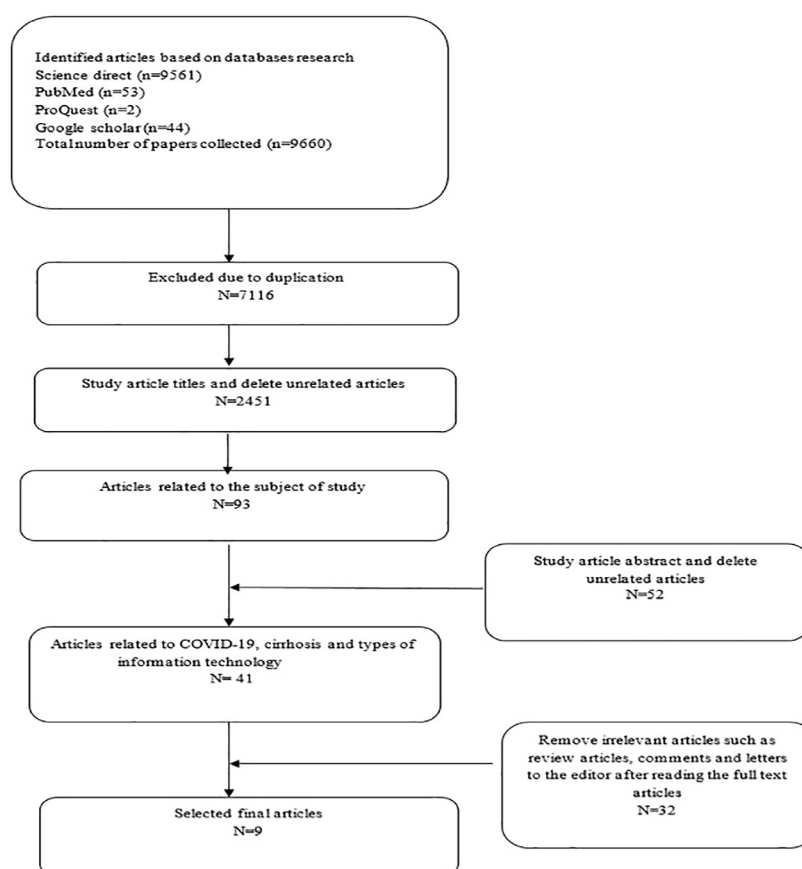 Identified articles based on databases research
Science direct (n=9561)
PubMed (n=53)
ProQuest (n=2)
Google scholar (n=44)
Total number of papers collected (n=9660)
Excluded due to duplication
N=7116
Study article titles and delete unrelated articles
N=2451
Articles related to the subject of study
N=93
Study article abstract and delete
unrelated articles
N=52
Articles related to COVID-19, cirrhosis and types of
information technology
N= 41
Remove irrelevant articles such as
review articles, comments and letters
to the editor after reading the full text
articles
N=32
Selected final articles
N=9